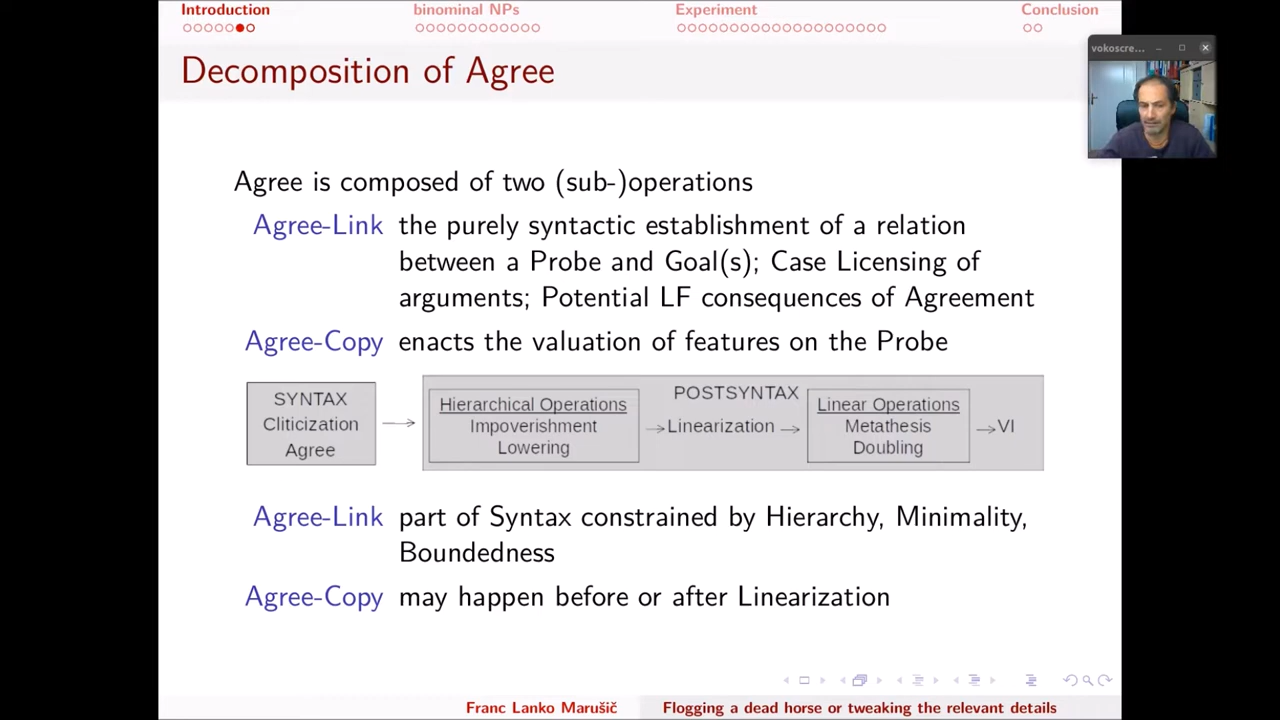 Introduction binominal NPs Experiment Conclusion
vokoscre...
Decomposition of Agree
Agree is composed of two (sub-)operations
Agree-Link the purely syntactic establishment of a relation
between a Probe and Goal(s); Case Licensing of
arguments; Potential LF consequences of Agreement
Agree-Copy enacts the valuation of features on the Probe
SYNTAX
Cliticization
Agree
POSTSYNTAX
Hierarchical Operations
Impoverishment
Lowering
Linearization
Linear Operations
Metathesis
Doubling
VI
Agree-Link part of Syntax constrained by Hierarchy, Minimality,
Boundedness
Agree-Copy may happen before or after Linearization
Franc Lanko Marušič Flogging a dead horse or tweaking the relevant details